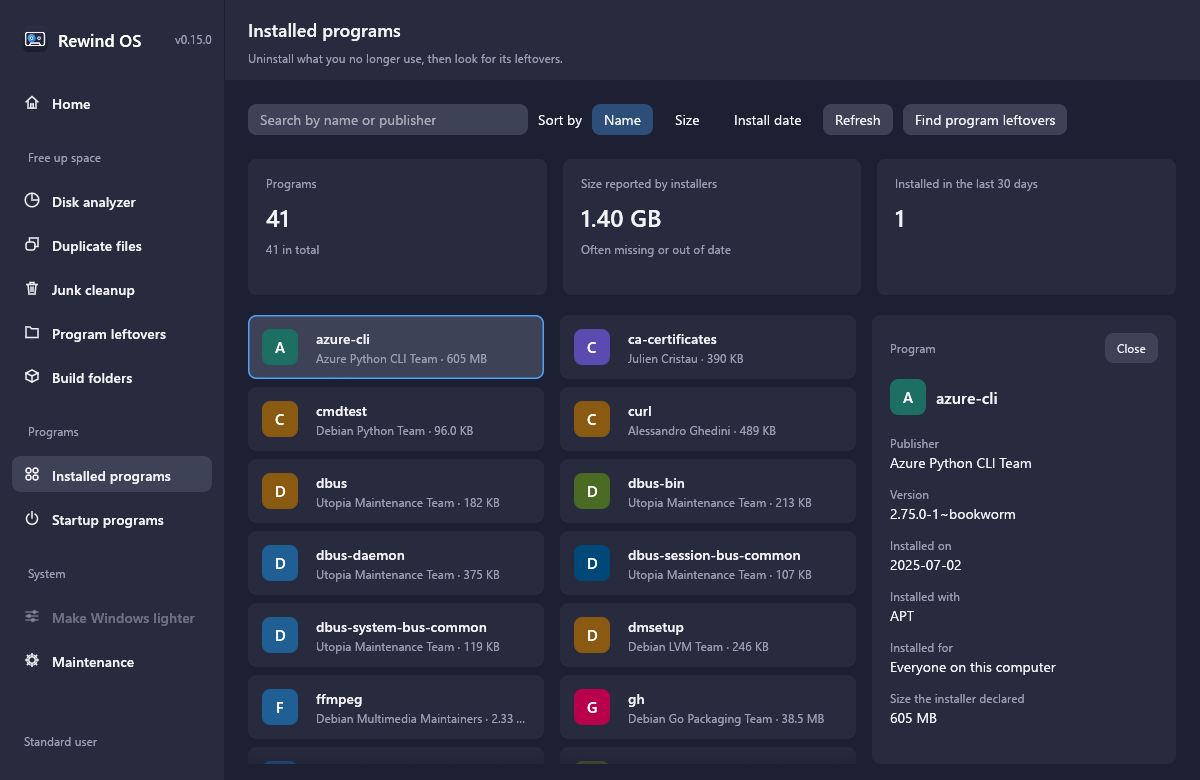 Rewind OS v0.15.0
Home
Free up space
Disk analyzer
Duplicate files
Junk cleanup
Program leftovers
Build folders
Programs
Installed programs
Startup programs
System
Make Windows lighter
Maintenance
Standard user
Installed programs
Uninstall what you no longer use, then look for its leftovers.
Search by name or publisher Sort by Name Size Install date Refresh Find program leftovers
Programs
41
41 in total
Size reported by installers
1.40 GB
Often missing or out of date
Installed in the last 30 days
1
A
azure-cli
Azure Python CLI Team · 605 MB
C
ca-certificates
Julien Cristau · 390 KB
C
cmdtest
Debian Python Team · 96.0 KB
C
curl
Alessandro Ghedini · 489 KB
D
dbus
Utopia Maintenance Team · 182 KB
D
dbus-bin
Utopia Maintenance Team · 213 KB
D
dbus-daemon
Utopia Maintenance Team · 375 KB
D
dbus-session-bus-common
Utopia Maintenance Team · 107 KB
D
dbus-system-bus-common
Utopia Maintenance Team · 119 KB
D
dmsetup
Debian LVM Team · 246 KB
F
ffmpeg
Debian Multimedia Maintainers · 2.33 ...
G
gh
Debian Go Packaging Team · 38.5 MB
Program Close
A azure-cli
Publisher
Azure Python CLI Team
Version
2.75.0-1~bookworm
Installed on
2025-07-02
Installed with
APT
Installed for
Everyone on this computer
Size the installer declared
605 MB